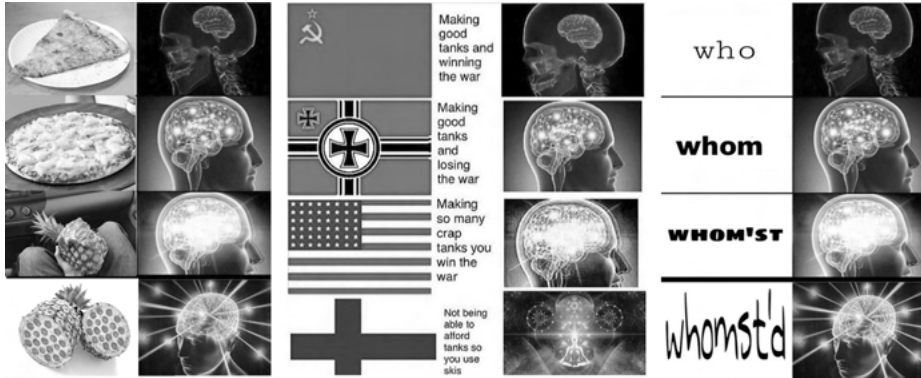 Making
good
tanks and
winning
the war
Making
good
tanks
and
losing
the war
Making
so many
crap
tanks you
win the
war
Not being
able to
afford
tanks so
you use
skis
who
whom
WHOM'ST
whomst'd